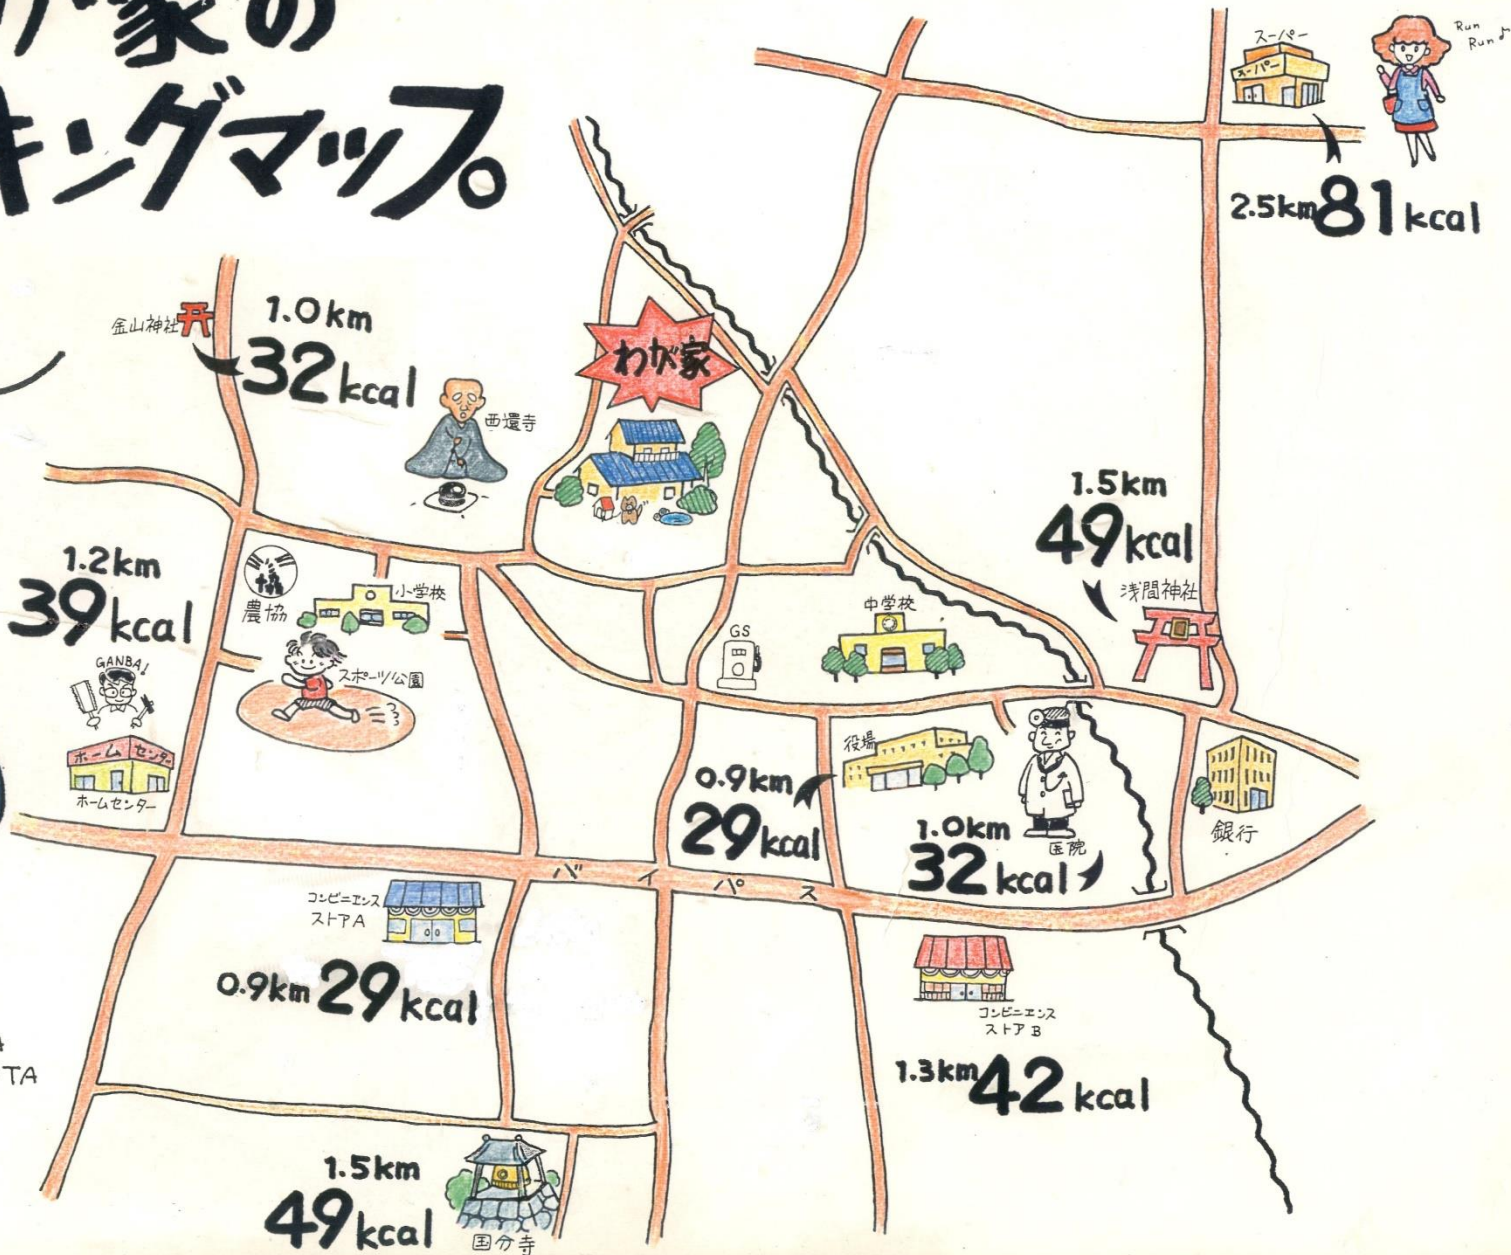 家の
キングマップ。
スーパー
スーパー
Run
Run♪
2.5km 81kcal
金山神社
1.0km
32kcal
西還寺
わが家
1.5km
49kcal
浅間神社
1.2km
39kcal
GANBA!
ホームセンター
ホームセンター
協
農協
小学校
スポーツ公園
GS
中学校
役場
0.9km
29kcal
1.0km
32kcal
医院
銀行
バイパス
コンビニエンス
ストアA
0.9km 29kcal
コンビニエンス
ストアB
1.3km 42kcal
TA
1.5km
49kcal
国分寺